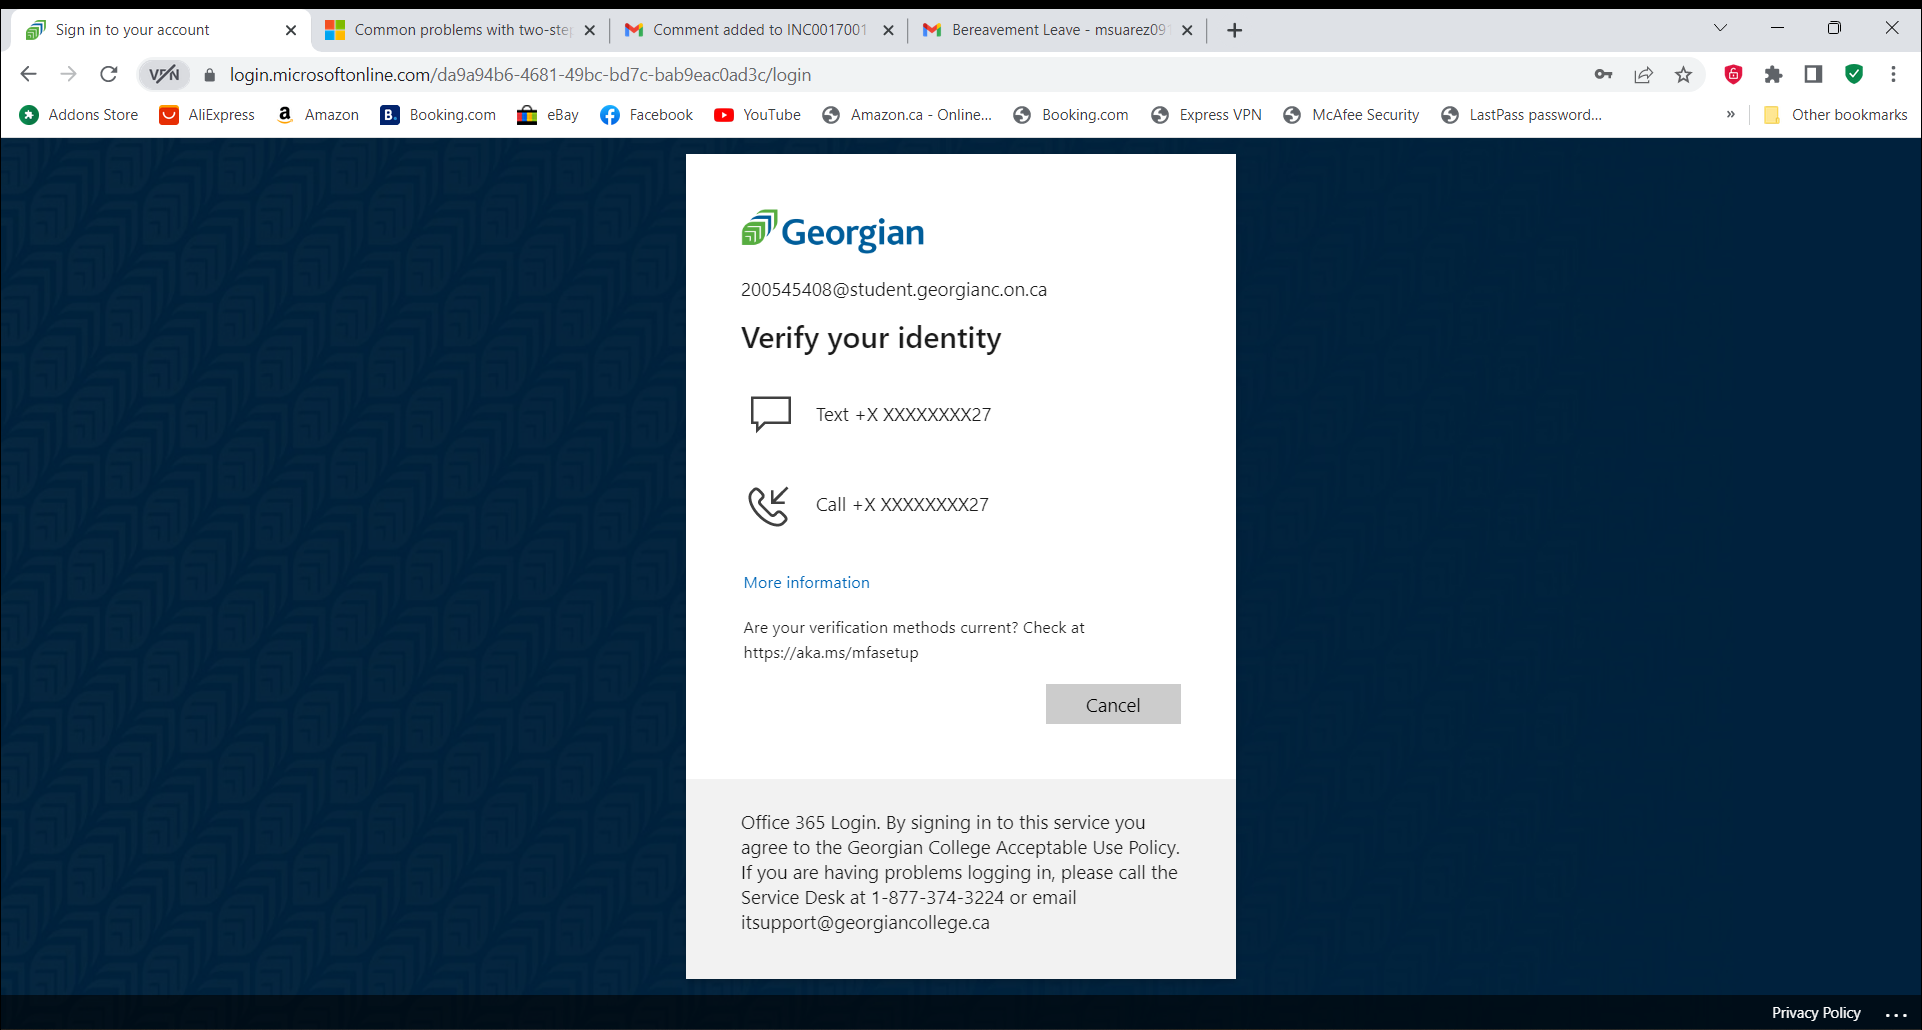 Sign in to your account
Common problems with two-step
Comment added to INC0017001
Bereavement Leave - msuarez091
VPN
login.microsoftonline.com/da9a94b6-4681-49bc-bd7c-bab9eac0ad3c/login
Addons Store AliExpress Amazon Booking.com eBay Facebook YouTube Amazon.ca - Online... Booking.com Express VPN McAfee Security LastPass password... » Other bookmarks
Georgian
200545408@student.georgianc.on.ca
Verify your identity
Text +X XXXXXXXX27
Call +X XXXXXXXX27
More information
Are your verification methods current? Check at
https://aka.ms/mfasetup
Cancel
Office 365 Login. By signing in to this service you
agree to the Georgian College Acceptable Use Policy.
If you are having problems logging in, please call the
Service Desk at 1-877-374-3224 or email
itsupport@georgiancollege.ca
Privacy Policy ...